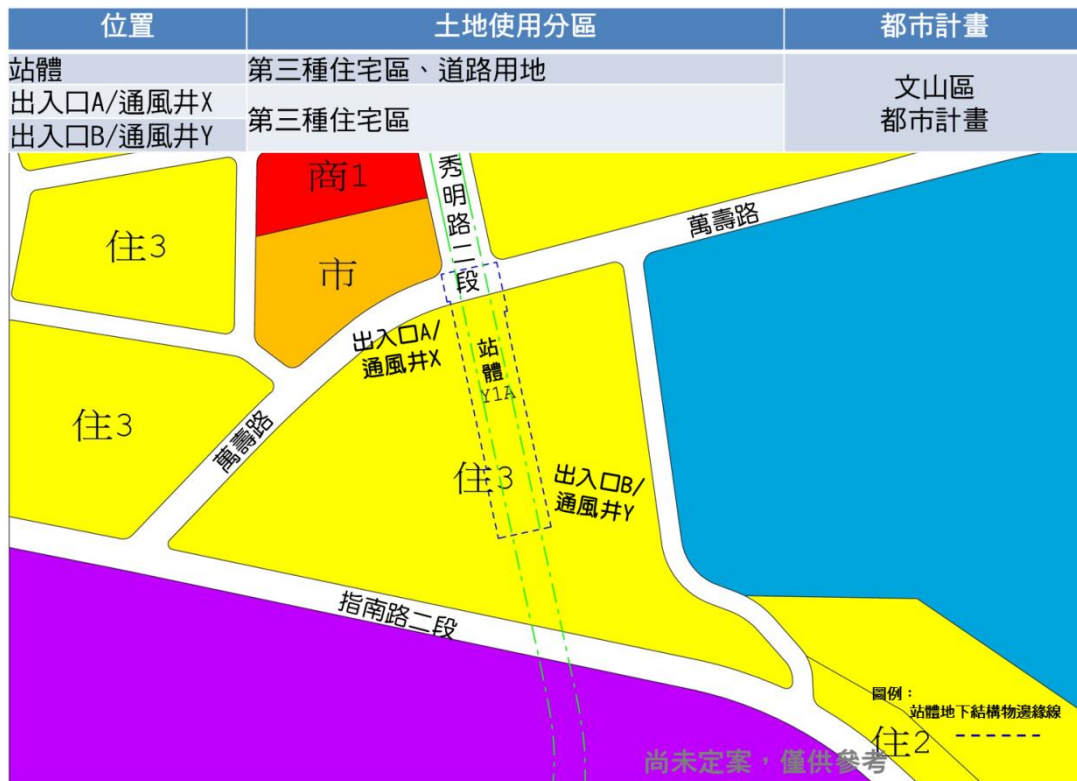 位置 土地使用分區 都市計畫
站體 第三種住宅區、道路用地
出入口A/通風井X
出入口B/通風井Y
第三種住宅區
文山區
都市計畫
商1
秀明路二段
萬壽路
住3
市
出入口A/
通風井X
站體
Y1A
住3
萬壽路
住3
出入口B/
通風井Y
指南路二段
圖例：
站體地下結構物邊緣線
住2
尚未定案，僅供參考